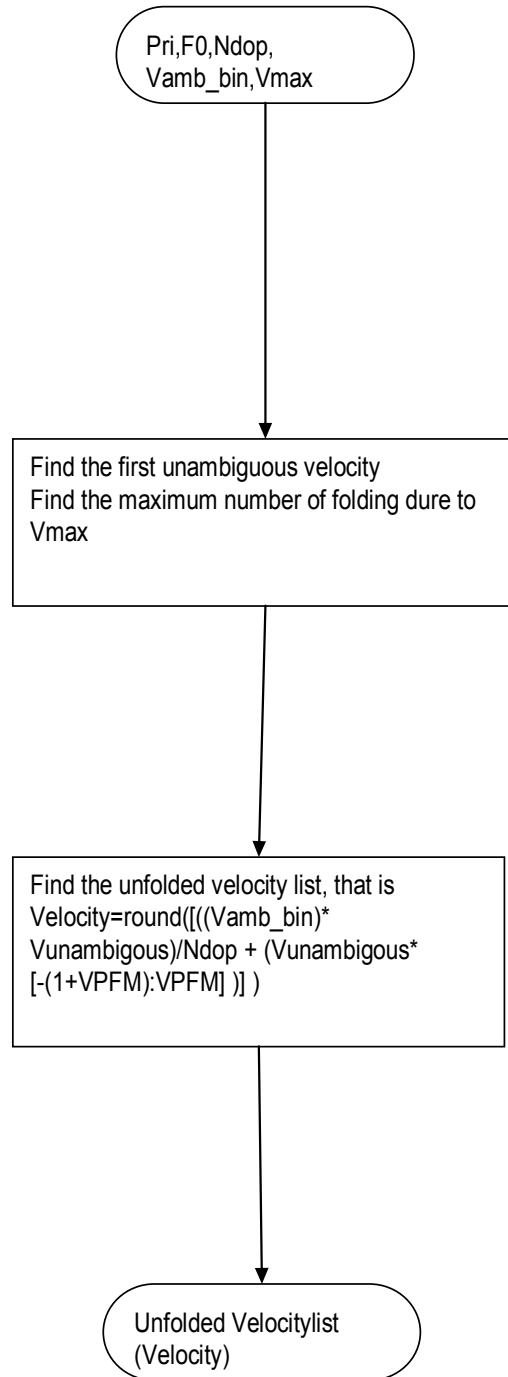 Pri,F0,Ndop,
Vamb_bin,Vmax
Find the first unambiguous velocity
Find the maximum number of folding dure to
Vmax
Find the unfolded velocity list, that is
Velocity=round([((Vamb_bin)*
Vunambigous)/Ndop + (Vunambigous*
[-(1+VPFM):VPFM] )] )
Unfolded Velocitylist
(Velocity)